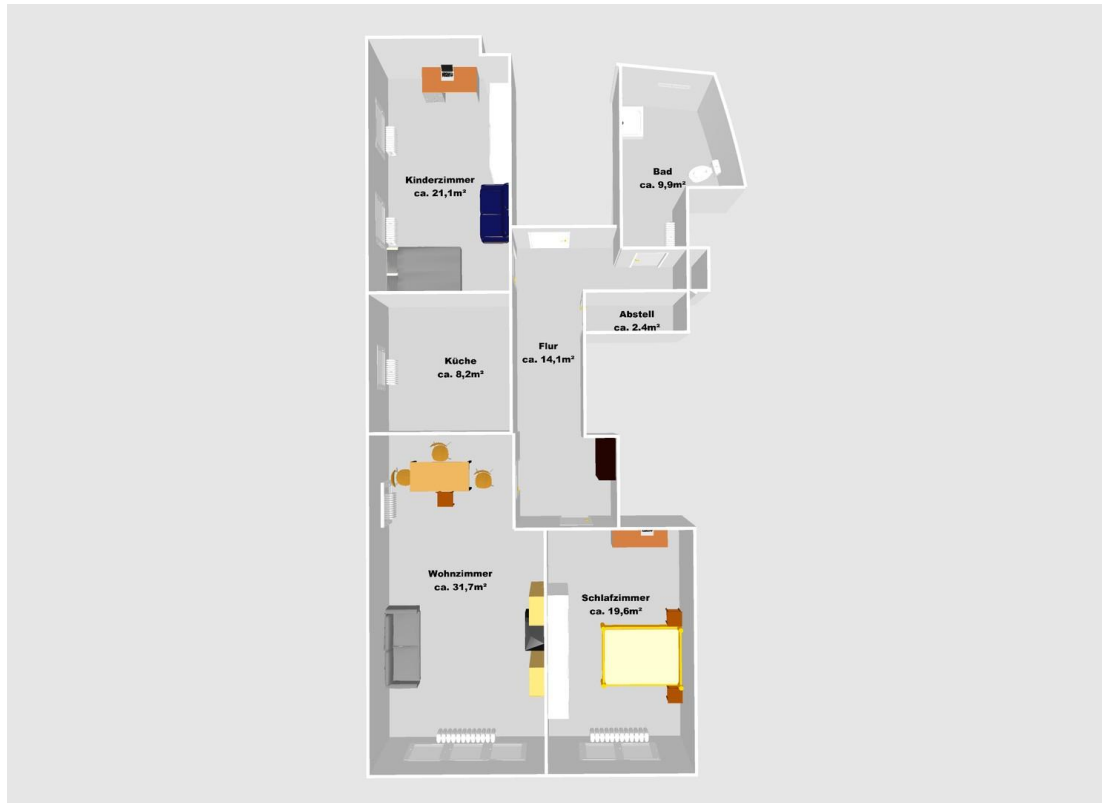 Kinderzimmer
ca. 21,1m²
Bad
ca. 9,9m²
Abstell
ca. 2.4m²
Flur
ca. 14,1m²
Küche
ca. 8,2m²
Wohnzimmer
ca. 31,7m²
Schlafzimmer
ca. 19,6m²